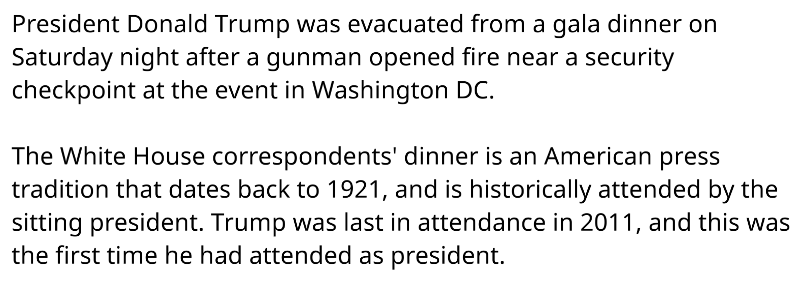 President Donald Trump was evacuated from a gala dinner on
Saturday night after a gunman opened fire near a security
checkpoint at the event in Washington DC.
The White House correspondents' dinner is an American press
tradition that dates back to 1921, and is historically attended by the
sitting president. Trump was last in attendance in 2011, and this was
the first time he had attended as president.